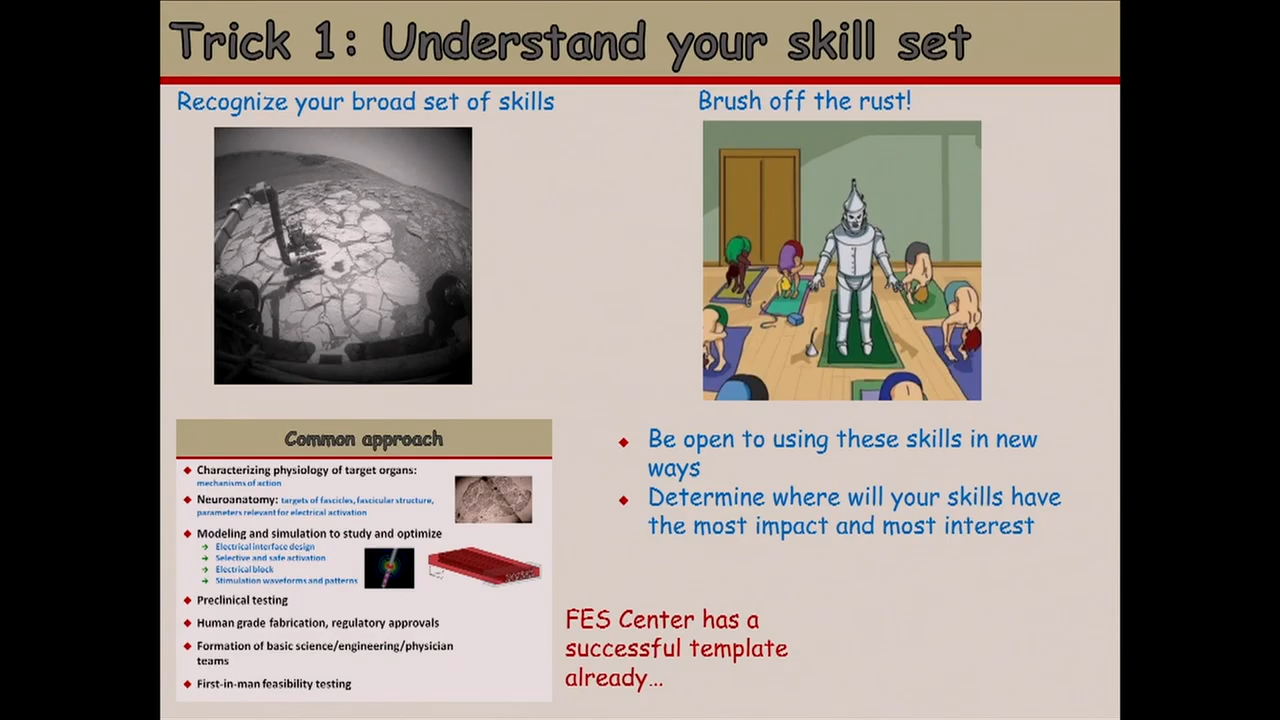 Trick 1: Understand your skill set
Recognize your broad set of skills
Brush off the rust!
Common approach
Characterizing physiology of target organs:
mechanisms of action
Neuroanatomy: targets of fascicles, fascicular structure,
parameters relevant for electrical activation
Modeling and simulation to study and optimize
Electrical interface design
Selective and safe activation
Electrical block
Stimulation waveforms and patterns
Preclinical testing
Human grade fabrication, regulatory approvals
Formation of basic science/engineering/physician
teams
First-in-man feasibility testing
Be open to using these skills in new
ways
Determine where will your skills have
the most impact and most interest
FES Center has a
successful template
already…